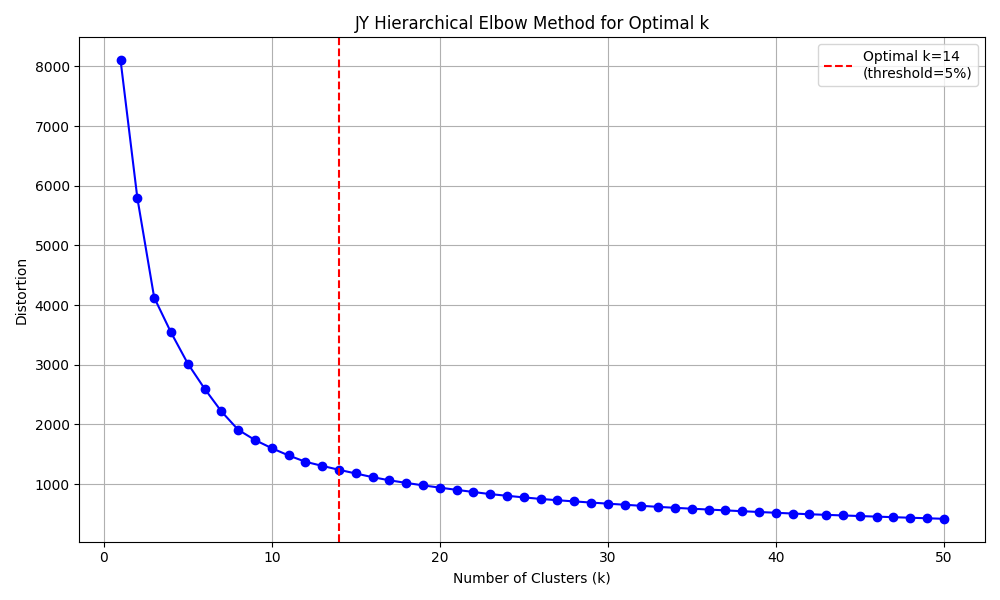 JY Hierarchical Elbow Method for Optimal k
Optimal k=14
(threshold=5%)
Distortion
8000
7000
6000
5000
4000
3000
2000
1000
0
10
20
30
40
50
Number of Clusters (k)